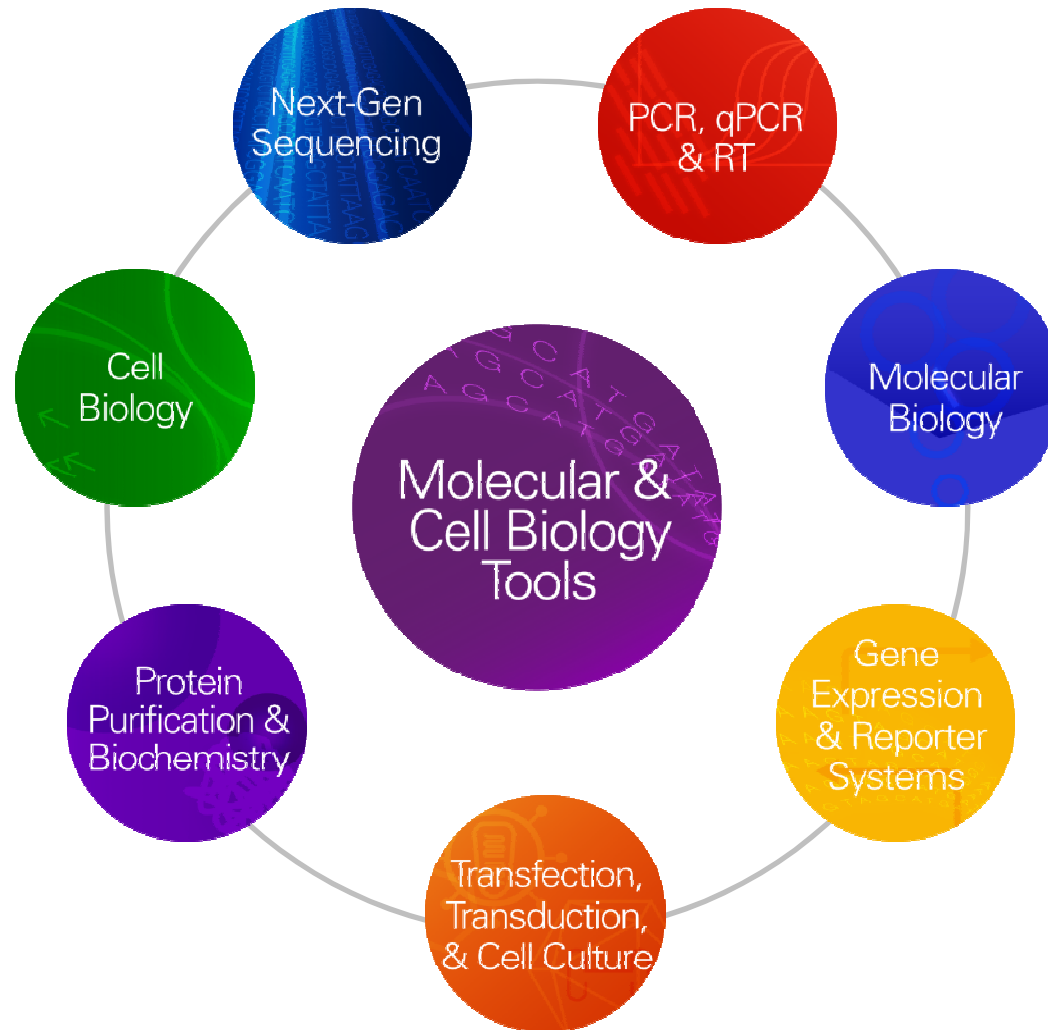 Next-Gen
Sequencing
PCR, qPCR
& RT
Cell
Biology
Molecular
Biology
A G C A T G A T A T G
Molecular &
Cell Biology
Tools
Protein
Purification &
Biochemistry
Gene
Expression
& Reporter
Systems
Transfection,
Transduction,
& Cell Culture